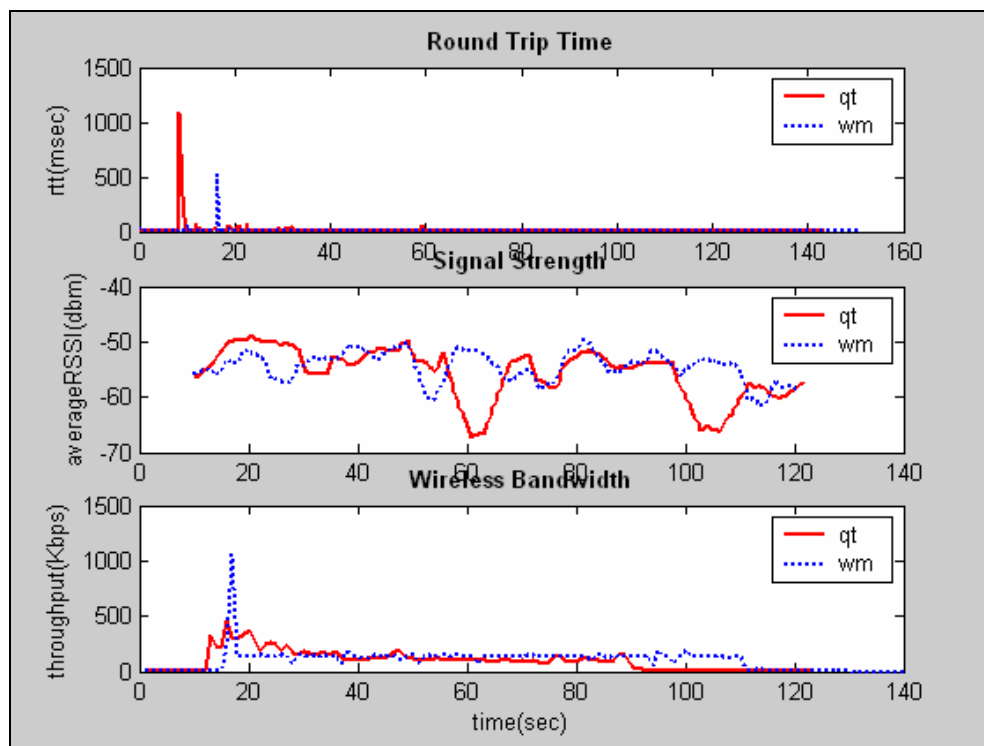 Round Trip Time
rtt(msec)
1500
1000
500
0
qt
wm
0 20 40 60 80 100 120 140 160
Signal Strength
averageRSSI(dbm)
-40
-50
-60
-70
qt
wm
0 20 40 60 80 100 120 140
Wireless Bandwidth
throughput(Kbps)
1500
1000
500
0
qt
wm
0 20 40 60 80 100 120 140
time(sec)